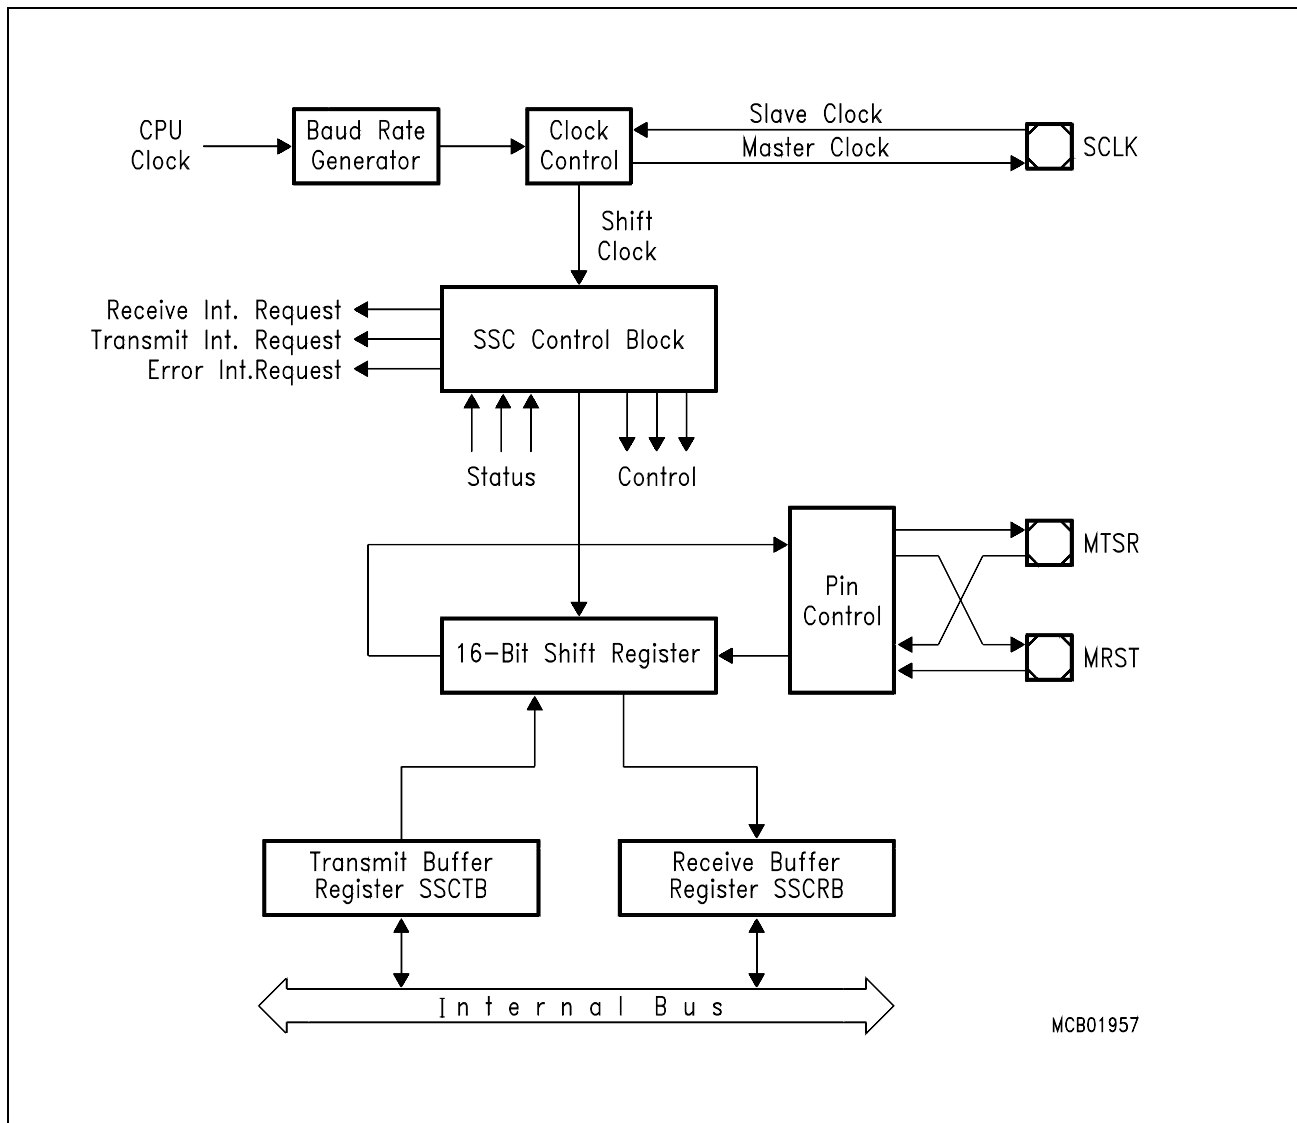 CPU
Clock
Baud Rate
Generator
Clock
Control
Slave Clock
Master Clock
SCLK
Shift
Clock
Receive Int. Request
Transmit Int. Request
Error Int.Request
SSC Control Block
Status
Control
Pin
Control
MTSR
MRST
16-Bit Shift Register
Transmit Buffer
Register SSCTB
Receive Buffer
Register SSCRB
Internal Bus
MCB01957